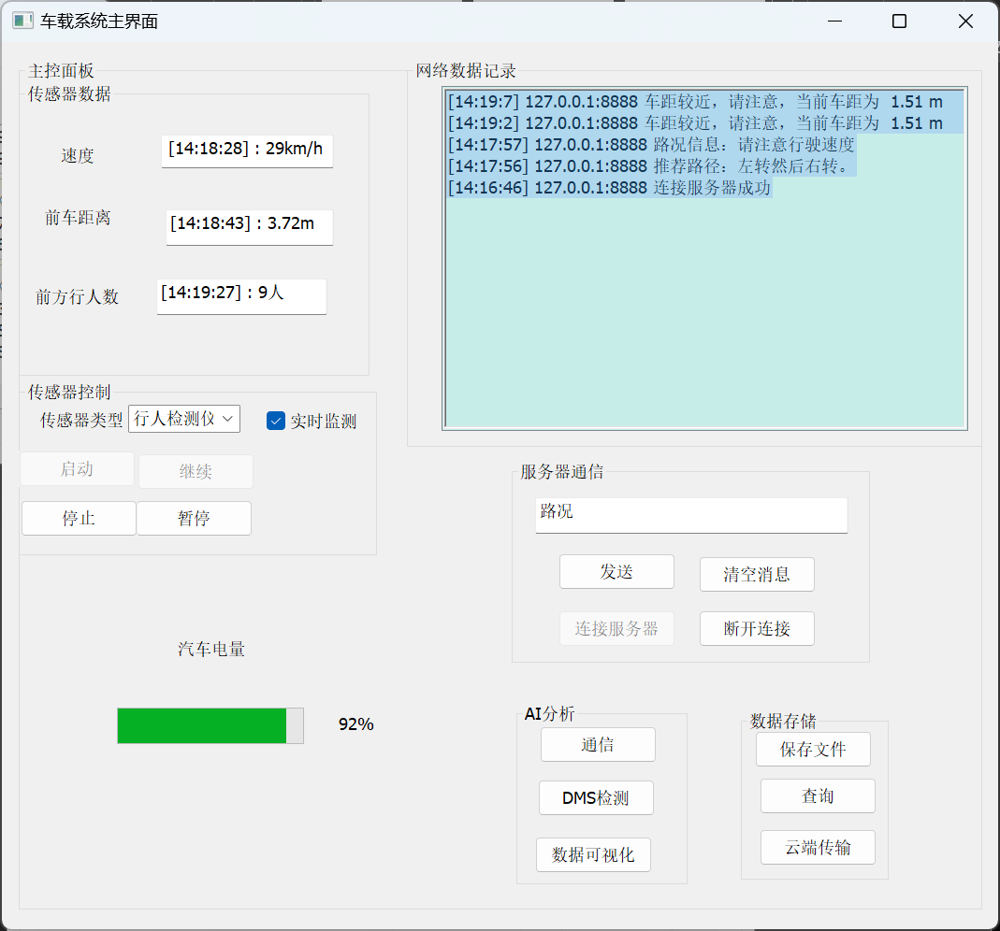 车载系统主界面
主控面板
传感器数据
速度
[14:18:28] : 29km/h
前车距离
[14:18:43] : 3.72m
前方行人数
[14:19:27] : 9人
传感器控制
传感器类型
行人检测仪
实时监测
启动
继续
停止
暂停
汽车电量
92%
网络数据记录
[14:19:7] 127.0.0.1:8888 车距较近，请注意，当前车距为 1.51 m
[14:19:2] 127.0.0.1:8888 车距较近，请注意，当前车距为 1.51 m
[14:17:57] 127.0.0.1:8888 路况信息：请注意行驶速度
[14:17:56] 127.0.0.1:8888 推荐路径：左转然后右转。
[14:16:46] 127.0.0.1:8888 连接服务器成功
服务器通信
路况
发送
清空消息
连接服务器
断开连接
AI分析
通信
DMS检测
数据可视化
数据存储
保存文件
查询
云端传输